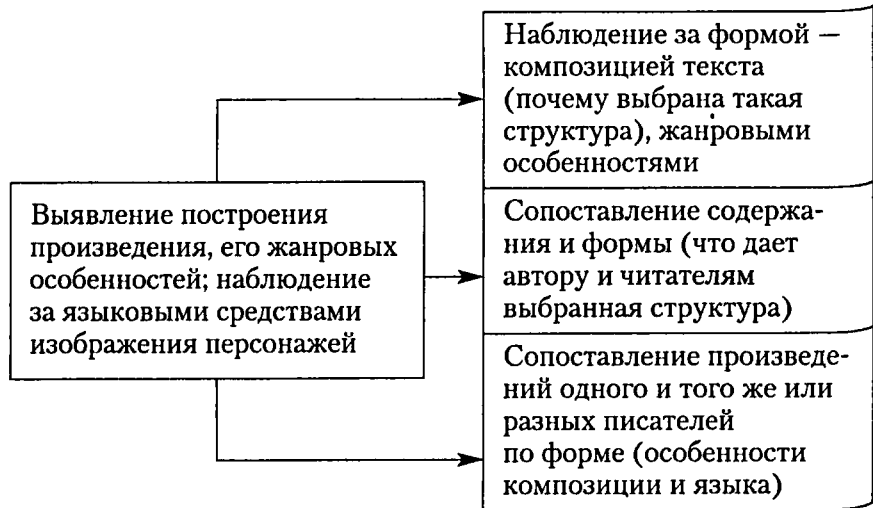 Выявление построения
произведения, его жанровых
особенностей; наблюдение
за языковыми средствами
изображения персонажей
Наблюдение за формой —
композицией текста
(почему выбрана такая
структура), жанровыми
особенностями
Сопоставление содержа-
ния и формы (что дает
автору и читателям
выбранная структура)
Сопоставление произведе-
ний одного и того же или
разных писателей
по форме (особенности
композиции и языка)